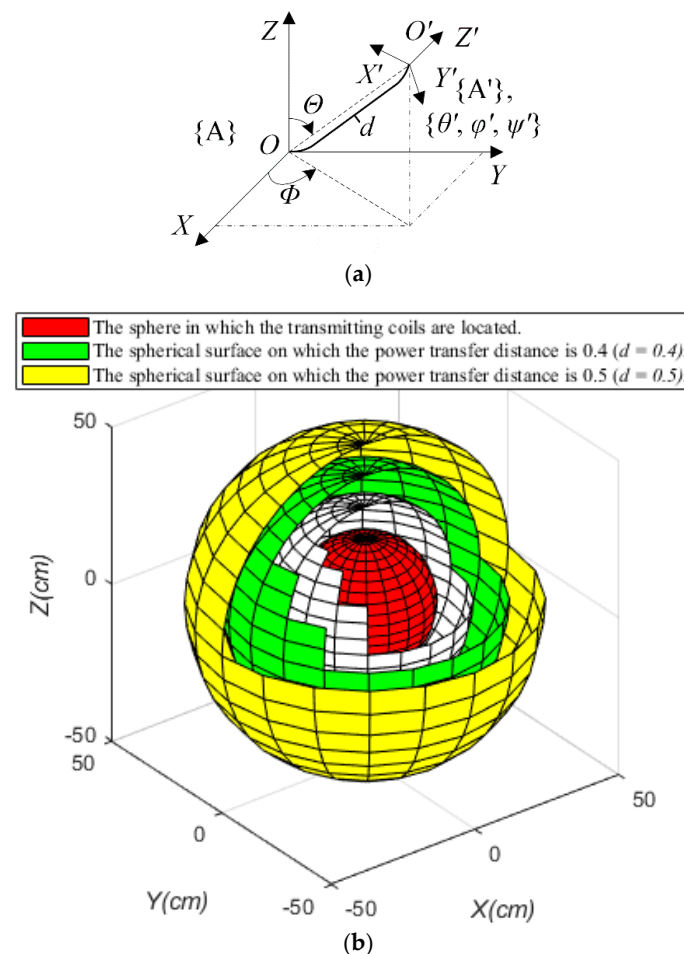 Z
O′
Z′
X′
Y′
{A′},
Θ
{A}
d
{θ′, φ′, ψ′}
O
Y
Φ
X
(a)
The sphere in which the transmitting coils are located.
The spherical surface on which the power transfer distance is 0.4 (d = 0.4).
The spherical surface on which the power transfer distance is 0.5 (d = 0.5).
50
Z(cm)
0
-50
50
0
-50
Y(cm)
-50
0
50
X(cm)
(b)